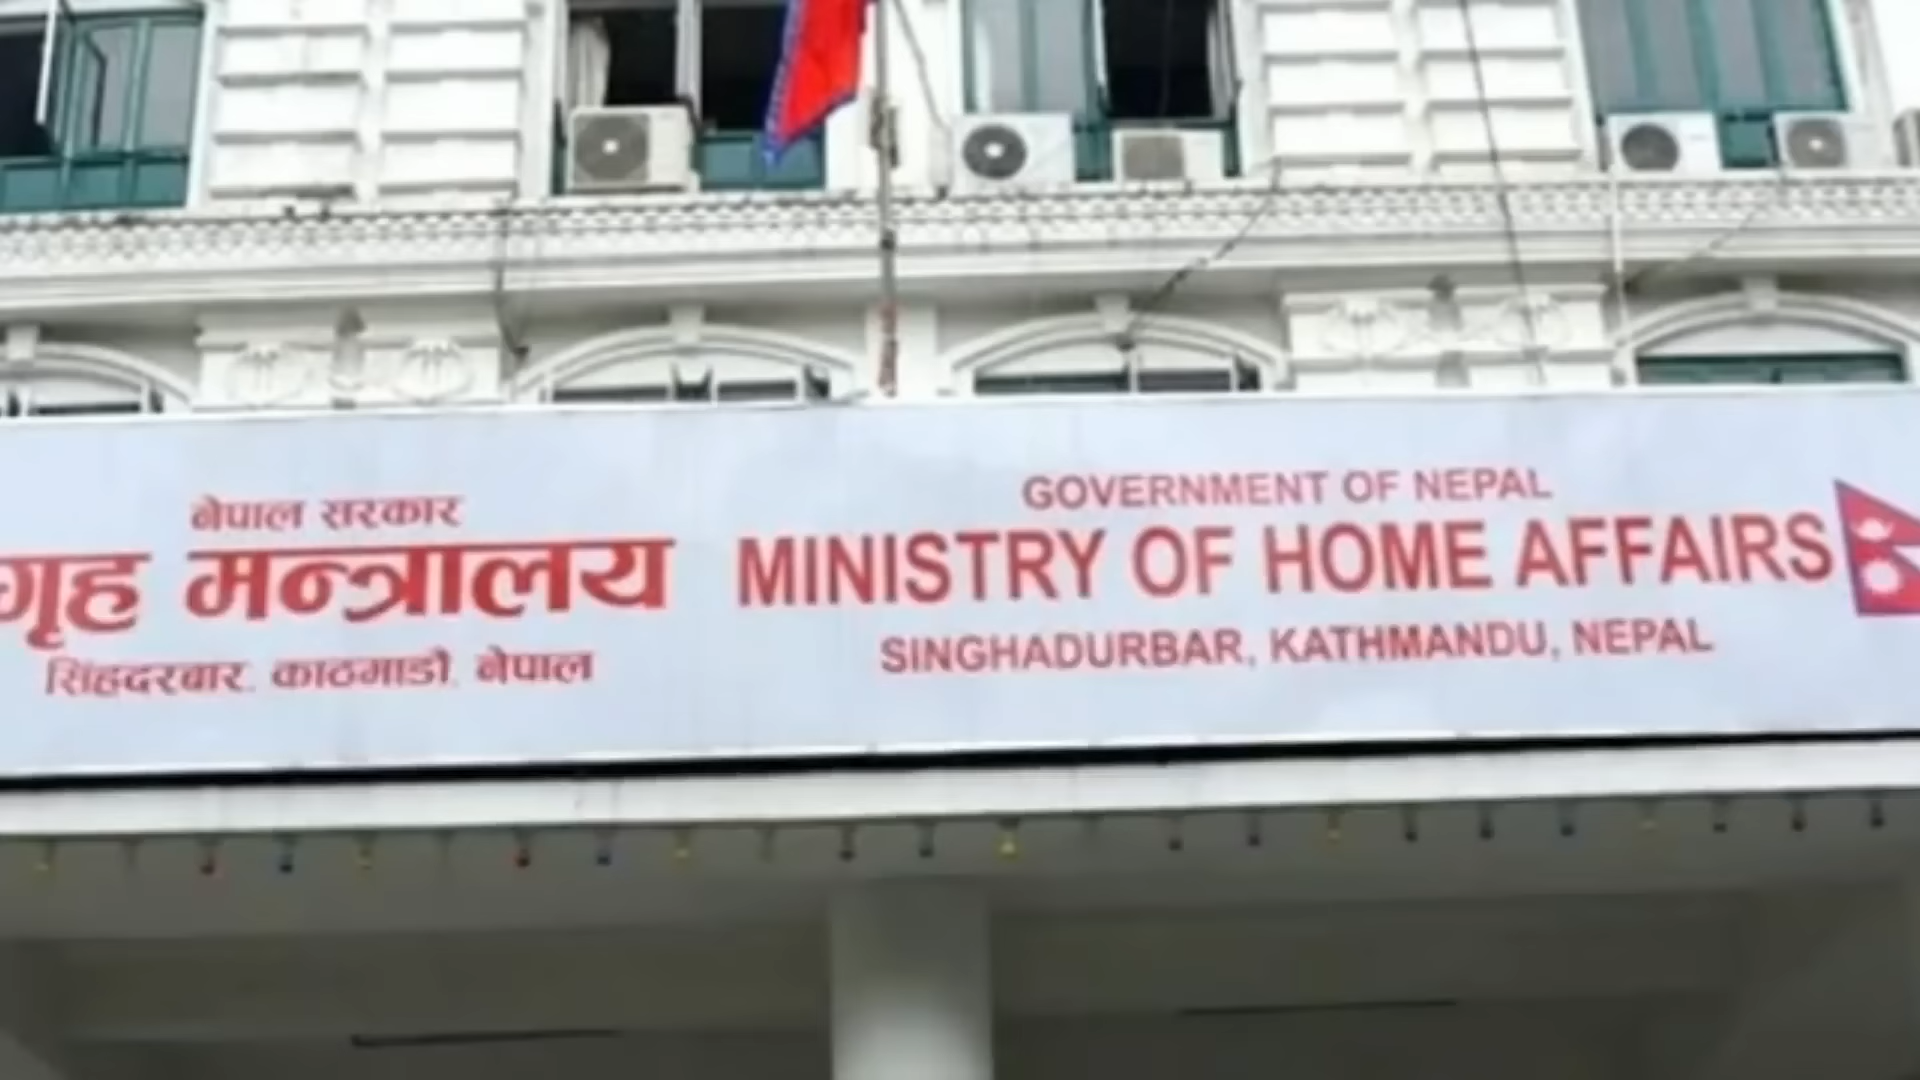 नेपाल सरकार
गृह मन्त्रालय
सिंहदरबार, काठमाडौं, नेपाल
GOVERNMENT OF NEPAL
MINISTRY OF HOME AFFAIRS
SINGHADURBAR, KATHMANDU, NEPAL